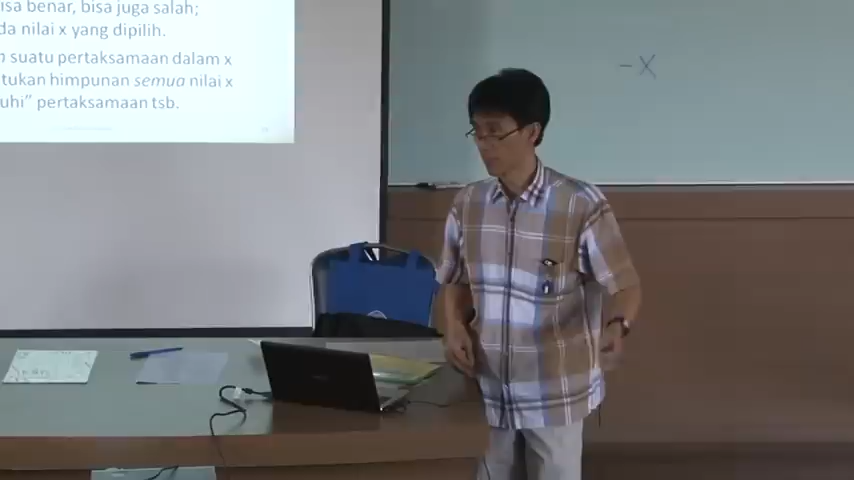 isa benar, bisa juga salah;
da nilai x yang dipilih.
n suatu pertaksamaan dalam x
tukan himpunan semua nilai x
uhi” pertaksamaan tsb.
-X